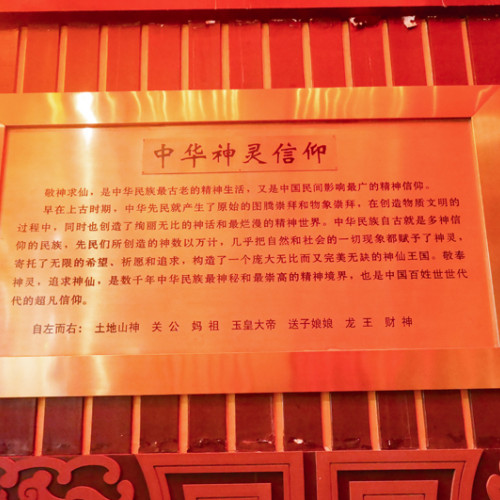 中华神灵信仰
敬神求仙，是中华民族最古老的精神生活，又是中国民间影响最广的精神信仰。
早在上古时期，中华先民就产生了原始的图腾崇拜和物象崇拜，在创造物质文明的
过程中，同时也创造了绚丽无比的神话和最烂漫的精神世界。中华民族自古就是多神信
仰的民族，先民们所创造的神数以万计，几乎把自然和社会的一切现象都赋予了神灵，
寄托了无限的希望、祈愿和追求，构造了一个庞大无比而又完美无缺的神仙王国。敬奉
神灵，追求神仙，是数千年中华民族最神秘和最崇高的精神境界，也是中国百姓世世代
代的超凡信仰。
自左而右：土地山神 关公 妈祖 玉皇大帝 送子娘娘 龙王 财神